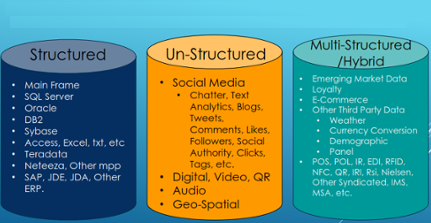 Structured
• Main Frame
• SQL Server
• Oracle
• DB2
• Sybase
• Access, Excel, txt, etc
• Teradata
• Neteeza, Other mpp
• SAP, JDE, JDA, Other
ERP.
Un-Structured
• Social Media
• Chatter, Text
Analytics, Blogs,
Tweets,
Comments, Likes,
Followers, Social
Authority, Clicks,
Tags, etc.
• Digital, Video, QR
• Audio
• Geo-Spatial
Multi-Structured
/Hybrid
• Emerging Market Data
• Loyalty
• E-Commerce
• Other Third Party Data
• Weather
• Currency Conversion
• Demographic
• Panel
• POS, POL, IR, EDI, RFID,
NFC, QR, IRI, Rsi, Nielsen,
Other Syndicated, IMS,
MSA, etc.